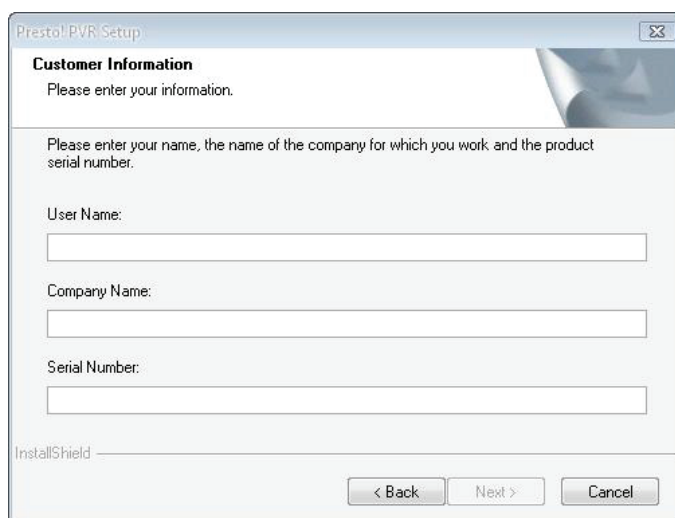 Presto! PVR Setup
Customer Information
Please enter your information.
Please enter your name, the name of the company for which you work and the product
serial number.
User Name:
Company Name:
Serial Number:
InstallShield
< Back Next > Cancel